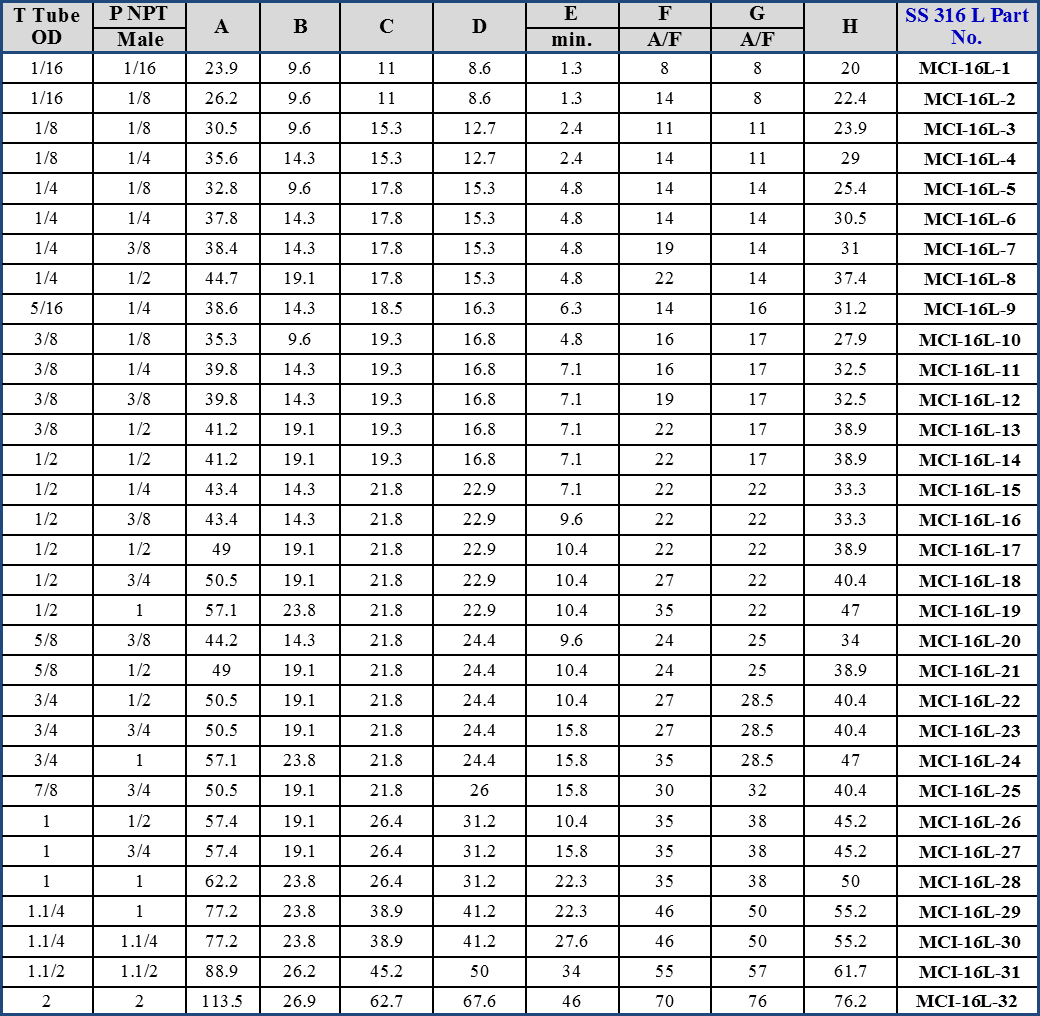 T Tube OD P NPT Male A B C D E min. F A/F G A/F H SS 316 L Part No.
1/16 1/16 23.9 9.6 11 8.6 1.3 8 8 20 MCI-16L-1
1/16 1/8 26.2 9.6 11 8.6 1.3 14 8 22.4 MCI-16L-2
1/8 1/8 30.5 9.6 15.3 12.7 2.4 11 11 23.9 MCI-16L-3
1/8 1/4 35.6 14.3 15.3 12.7 2.4 14 11 29 MCI-16L-4
1/4 1/8 32.8 9.6 17.8 15.3 4.8 14 14 25.4 MCI-16L-5
1/4 1/4 37.8 14.3 17.8 15.3 4.8 14 14 30.5 MCI-16L-6
1/4 3/8 38.4 14.3 17.8 15.3 4.8 19 14 31 MCI-16L-7
1/4 1/2 44.7 19.1 17.8 15.3 4.8 22 14 37.4 MCI-16L-8
5/16 1/4 38.6 14.3 18.5 16.3 6.3 14 16 31.2 MCI-16L-9
3/8 1/8 35.3 9.6 19.3 16.8 4.8 16 17 27.9 MCI-16L-10
3/8 1/4 39.8 14.3 19.3 16.8 7.1 16 17 32.5 MCI-16L-11
3/8 3/8 39.8 14.3 19.3 16.8 7.1 19 17 32.5 MCI-16L-12
3/8 1/2 41.2 19.1 19.3 16.8 7.1 22 17 38.9 MCI-16L-13
1/2 1/2 41.2 19.1 19.3 16.8 7.1 22 17 38.9 MCI-16L-14
1/2 1/4 43.4 14.3 21.8 22.9 7.1 22 22 33.3 MCI-16L-15
1/2 3/8 43.4 14.3 21.8 22.9 9.6 22 22 33.3 MCI-16L-16
1/2 1/2 49 19.1 21.8 22.9 10.4 22 22 38.9 MCI-16L-17
1/2 3/4 50.5 19.1 21.8 22.9 10.4 27 22 40.4 MCI-16L-18
1/2 1 57.1 23.8 21.8 22.9 10.4 35 22 47 MCI-16L-19
5/8 3/8 44.2 14.3 21.8 24.4 9.6 24 25 34 MCI-16L-20
5/8 1/2 49 19.1 21.8 24.4 10.4 24 25 38.9 MCI-16L-21
3/4 1/2 50.5 19.1 21.8 24.4 10.4 27 28.5 40.4 MCI-16L-22
3/4 3/4 50.5 19.1 21.8 24.4 15.8 27 28.5 40.4 MCI-16L-23
3/4 1 57.1 23.8 21.8 24.4 15.8 35 28.5 47 MCI-16L-24
7/8 3/4 50.5 19.1 21.8 26 15.8 30 32 40.4 MCI-16L-25
1 1/2 57.4 19.1 26.4 31.2 10.4 35 38 45.2 MCI-16L-26
1 3/4 57.4 19.1 26.4 31.2 15.8 35 38 45.2 MCI-16L-27
1 1 62.2 23.8 26.4 31.2 22.3 35 38 50 MCI-16L-28
1.1/4 1 77.2 23.8 38.9 41.2 22.3 46 50 55.2 MCI-16L-29
1.1/4 1.1/4 77.2 23.8 38.9 41.2 27.6 46 50 55.2 MCI-16L-30
1.1/2 1.1/2 88.9 26.2 45.2 50 34 55 57 61.7 MCI-16L-31
2 2 113.5 26.9 62.7 67.6 46 70 76 76.2 MCI-16L-32